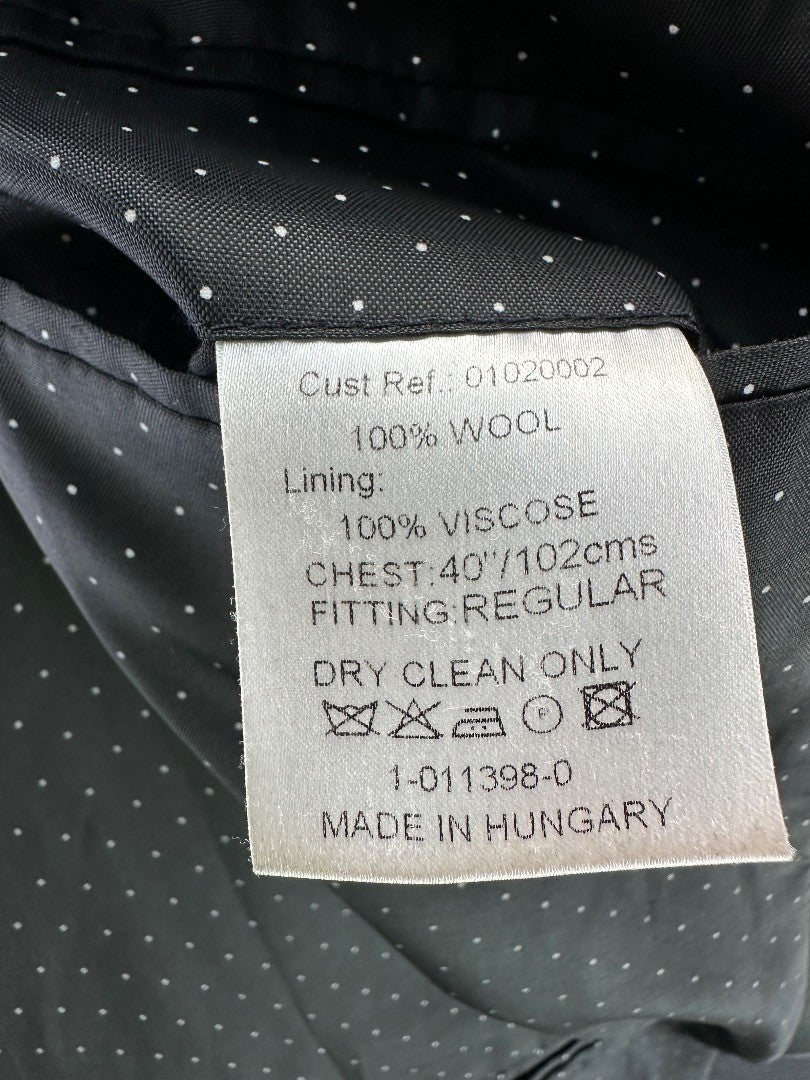 Cust Ref.: 01020002
100% WOOL
Lining:
100% VISCOSE
CHEST:40"/102cms
FITTING:REGULAR
DRY CLEAN ONLY
P
1-011398-0
MADE IN HUNGARY